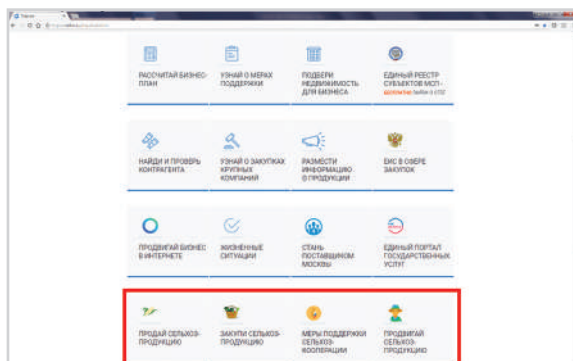 РАССЧИТАЙ БИЗНЕС-
ПЛАН
УЗНАЙ О МЕРАХ
ПОДДЕРЖКИ
ПОДБЕРИ
НЕДВИЖИМОСТЬ
ДЛЯ БИЗНЕСА
ЕДИНЫЙ РЕЕСТР
СУБЪЕКТОВ МСП -
НАЙДИ И ПРОВЕРЬ
КОНТРАГЕНТА
УЗНАЙ О ЗАКУПКАХ
КРУПНЫХ
КОМПАНИЙ
РАЗМЕСТИ
ИНФОРМАЦИЮ
О ПРОДУКЦИИ
ЕИС В СФЕРЕ
ЗАКУПОК
ПРОДВИГАЙ БИЗНЕС
В ИНТЕРНЕТЕ
ЖИЗНЕННЫЕ
СИТУАЦИИ
СТАНЬ
ПОСТАВЩИКОМ
МОСКВЫ
ЕДИНЫЙ ПОРТАЛ
ГОСУДАРСТВЕННЫХ
УСЛУГ
ПРОДАЙ СЕЛЬХОЗ-
ПРОДУКЦИЮ
ЗАКУПИ СЕЛЬХОЗ-
ПРОДУКЦИЮ
МЕРЫ ПОДДЕРЖКИ
СЕЛЬХОЗ-
КООПЕРАЦИИ
ПРОДВИГАЙ
СЕЛЬХОЗ-
ПРОДУКЦИЮ